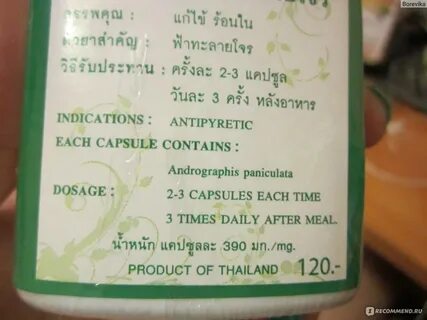 Borevika
สรรพคุณ : แก้ไข้ ร้อนใน
ตัวยาสำคัญ : ฟ้าทะลายโจร
วิธีรับประทาน : ครั้งละ 2-3 แคปซูล
วันละ 3 ครั้ง หลังอาหาร
INDICATIONS : ANTIPYRETIC
EACH CAPSULE CONTAINS :
Andrographis paniculata
DOSAGE : 2-3 CAPSULES EACH TIME
3 TIMES DAILY AFTER MEAL.
น้ำหนัก แคปซูลละ 390 มก./mg.
PRODUCT OF THAILAND 120.-
RECOMMEND.RU